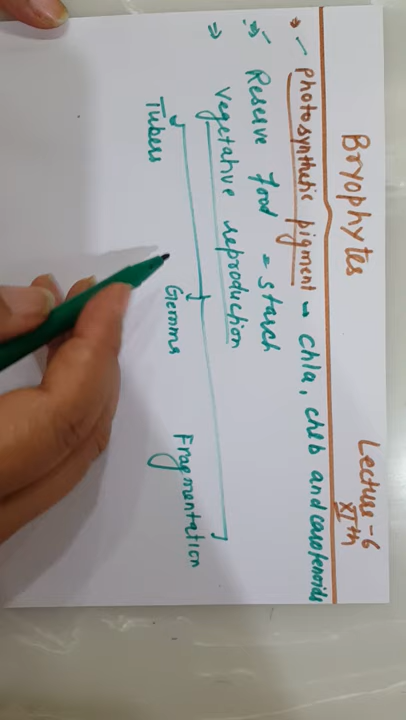 Bryophytes Lecture-6
XIth
→ photosynthetic pigment → chla, chlb and carotenoids
⇒ Reserve food = starch
⇒ vegetative reproduction
Tubers Gemma Fragmentation